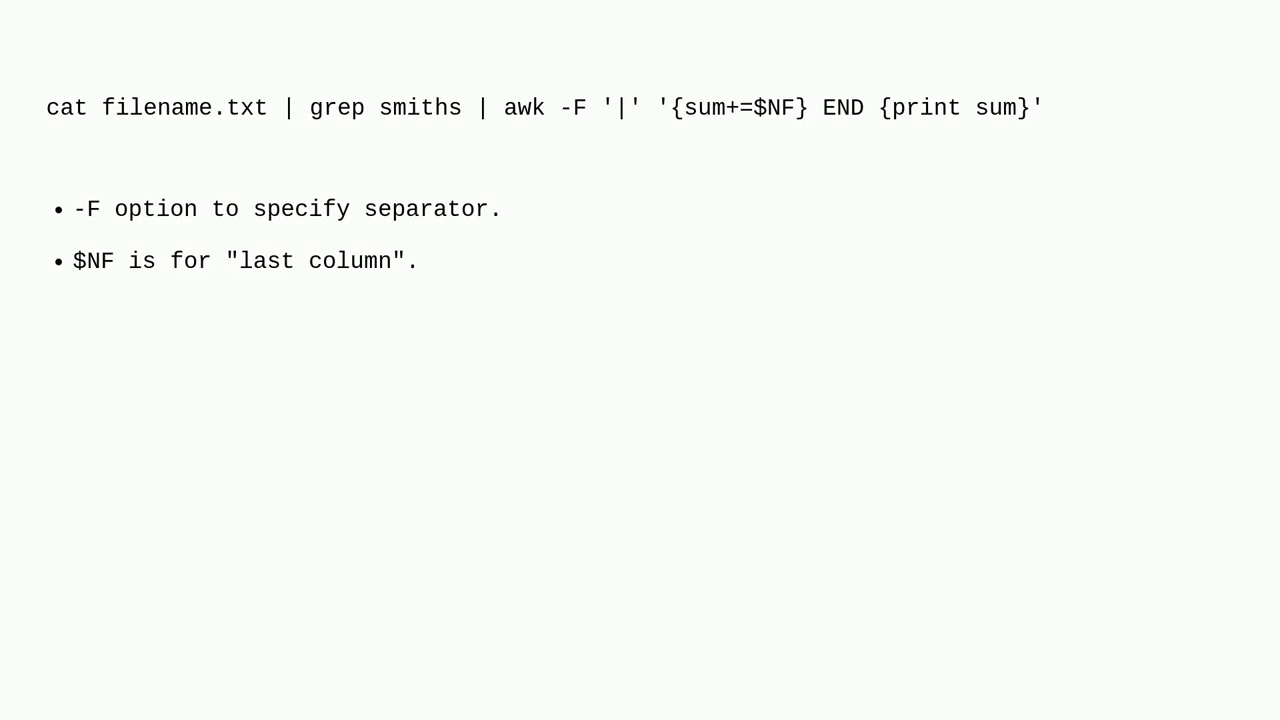 cat filename.txt | grep smiths | awk -F '|' '{sum+=$NF} END {print sum}'
• -F option to specify separator.
• $NF is for "last column".